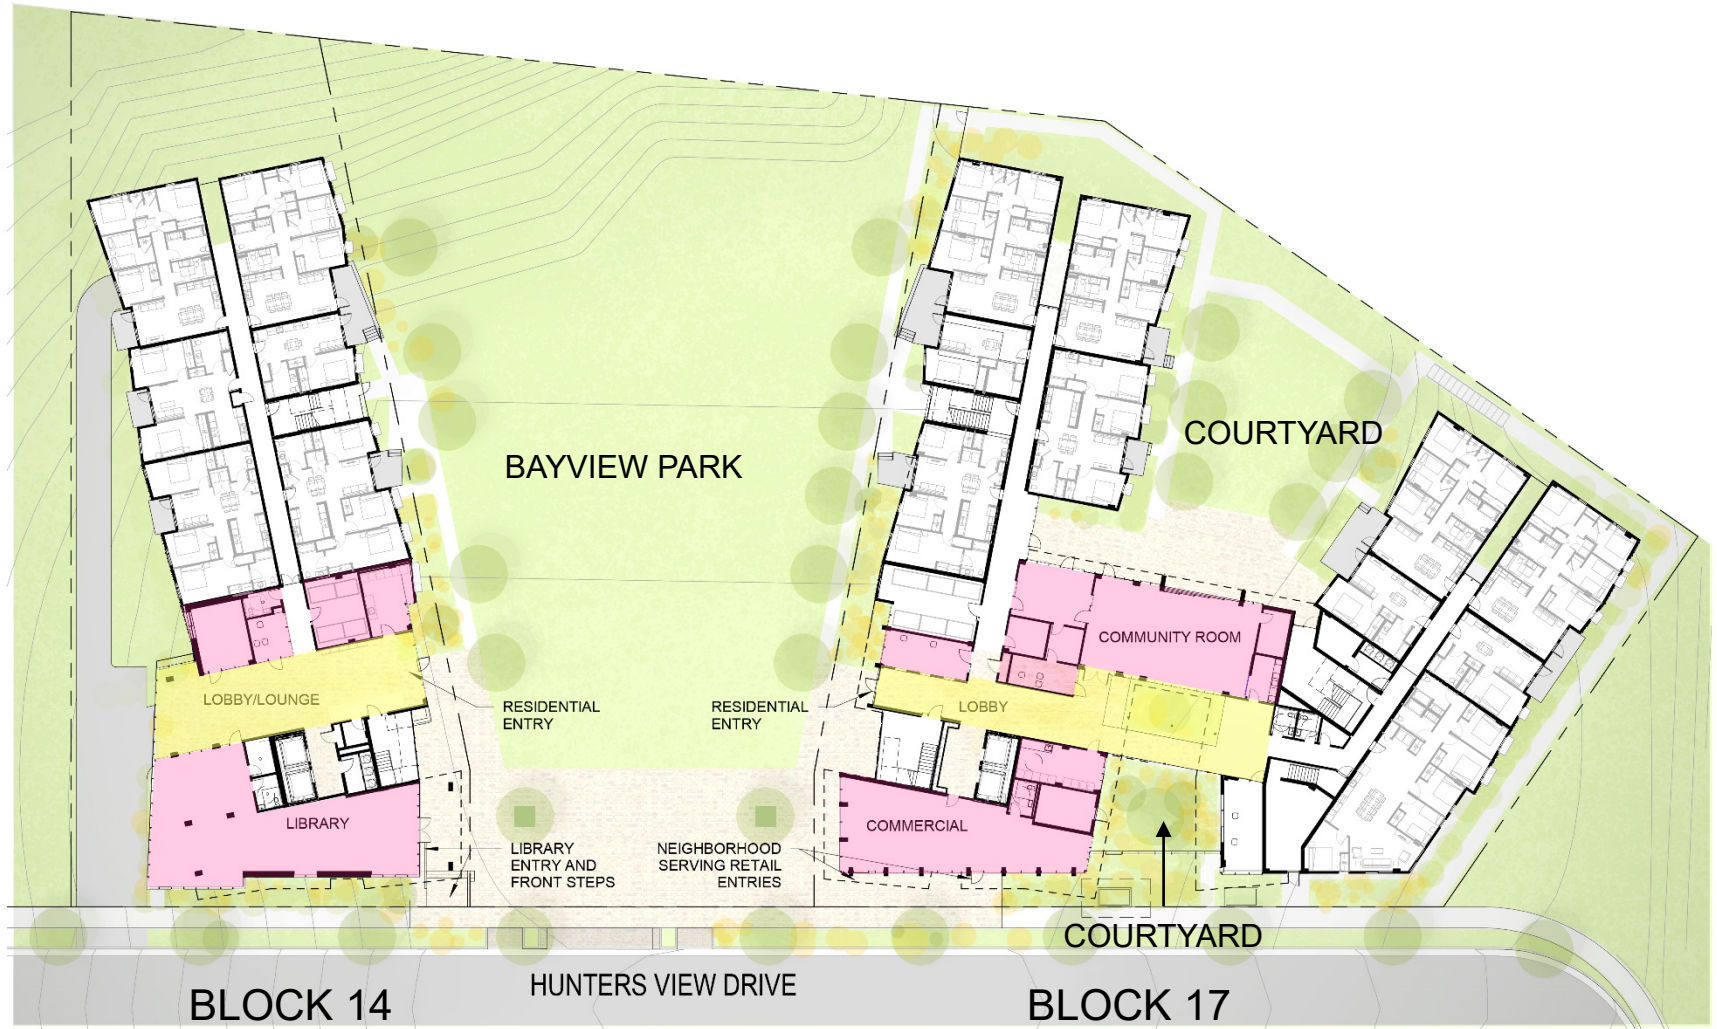 COURTYARD
BAYVIEW PARK
COMMUNITY ROOM
LOBBY/LOUNGE
RESIDENTIAL
ENTRY
RESIDENTIAL
ENTRY
LOBBY
LIBRARY
COMMERCIAL
LIBRARY
ENTRY AND
FRONT STEPS
NEIGHBORHOOD
SERVING RETAIL
ENTRIES
COURTYARD
HUNTERS VIEW DRIVE
BLOCK 14
BLOCK 17